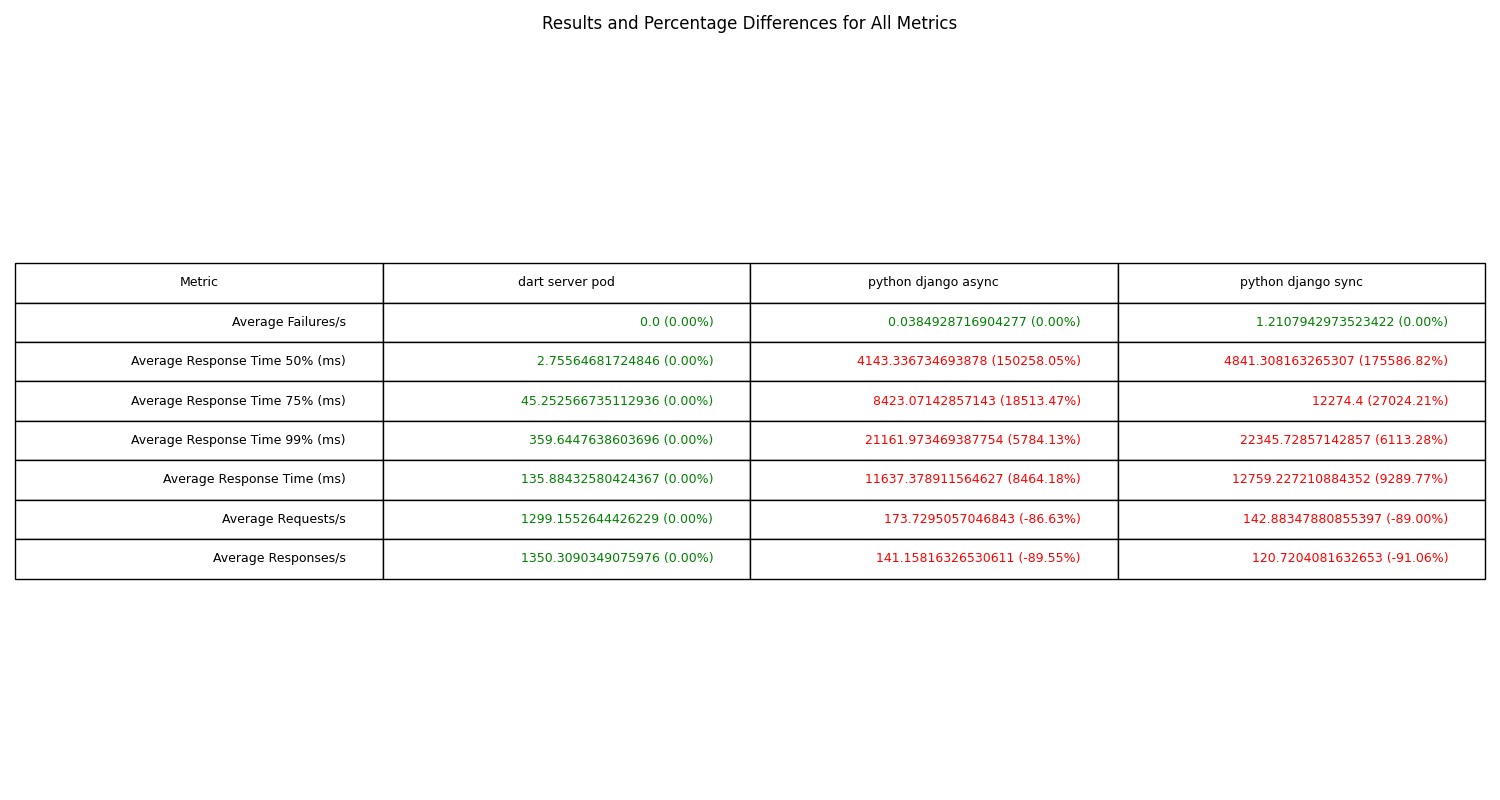 Results and Percentage Differences for All Metrics
Metric dart server pod python django async python django sync
Average Failures/s 0.0 (0.00%) 0.0384928716904277 (0.00%) 1.2107942973523422 (0.00%)
Average Response Time 50% (ms) 2.75564681724846 (0.00%) 4143.336734693878 (150258.05%) 4841.308163265307 (175586.82%)
Average Response Time 75% (ms) 45.252566735112936 (0.00%) 8423.07142857143 (18513.47%) 12274.4 (27024.21%)
Average Response Time 99% (ms) 359.6447638603696 (0.00%) 21161.973469387754 (5784.13%) 22345.72857142857 (6113.28%)
Average Response Time (ms) 135.88432580424367 (0.00%) 11637.378911564627 (8464.18%) 12759.227210884352 (9289.77%)
Average Requests/s 1299.1552644426229 (0.00%) 173.7295057046843 (-86.63%) 142.88347880855397 (-89.00%)
Average Responses/s 1350.3090349075976 (0.00%) 141.15816326530611 (-89.55%) 120.7204081632653 (-91.06%)